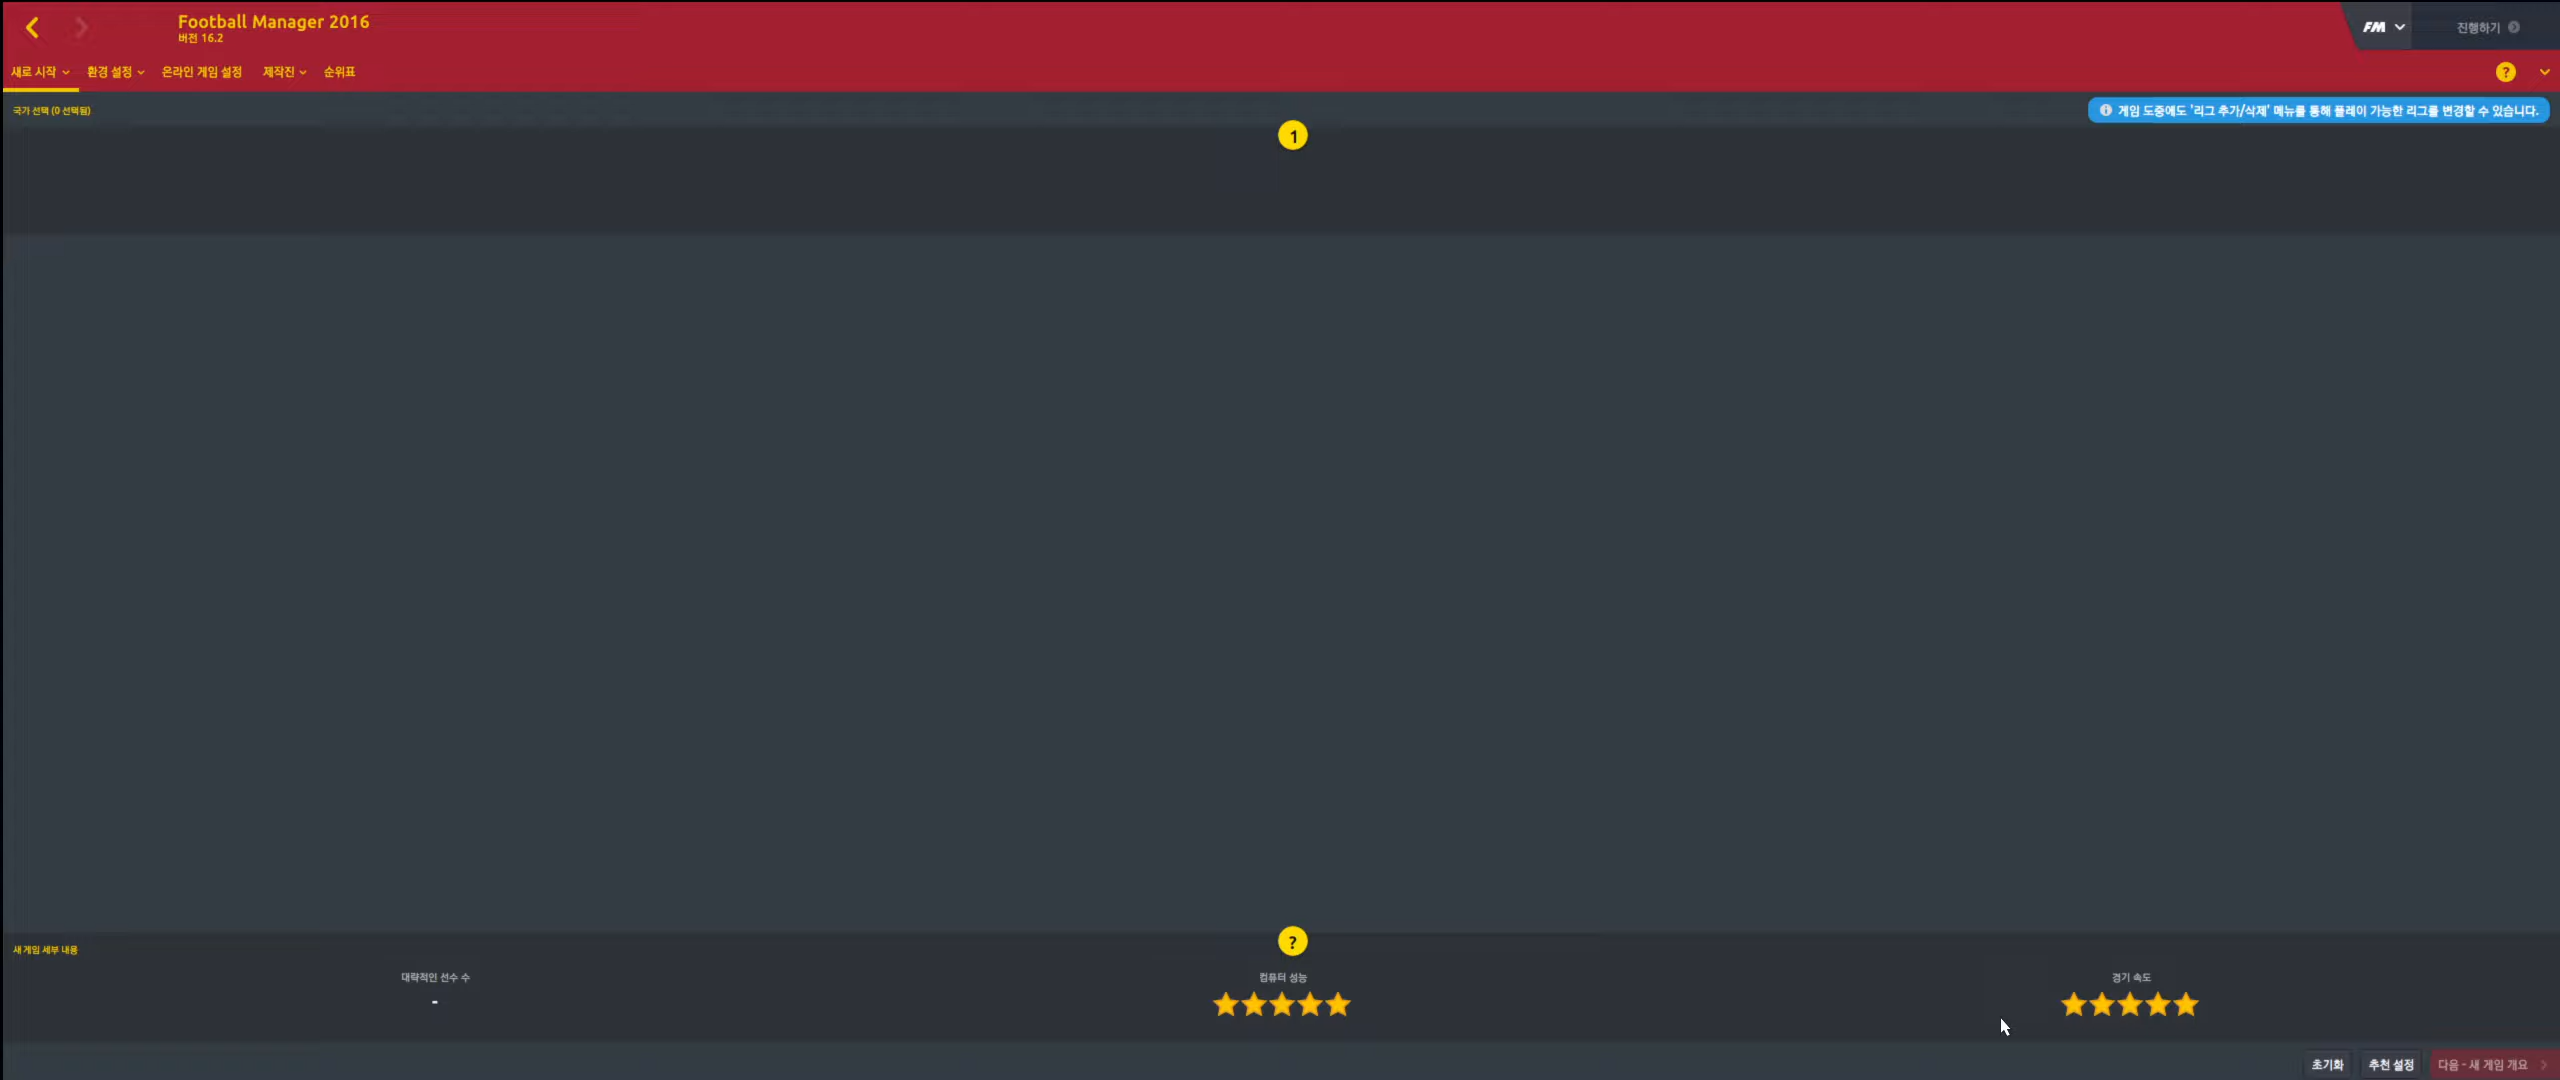 Football Manager 2016
버전 16.2
FM
진행하기
새로 시작
환경 설정
온라인 게임 설정
제작진
순위표
?
국가 선택 (0 선택됨)
게임 도중에도 '리그 추가/삭제' 메뉴를 통해 플레이 가능한 리그를 변경할 수 있습니다.
1
?
새 게임 세부 내용
대략적인 선수 수
-
컴퓨터 성능
경기 속도
초기화
추천 설정
다음 - 새 게임 개요